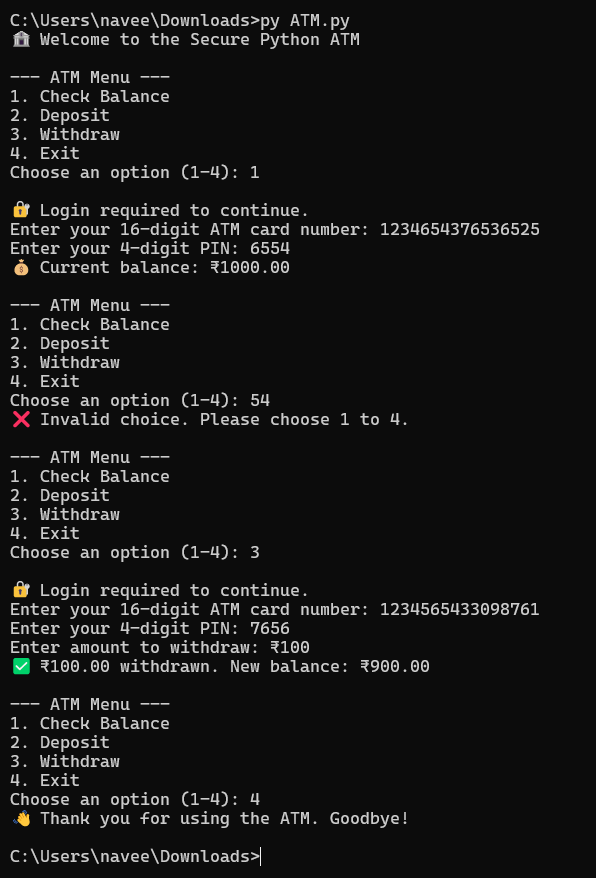 C:\Users\navee\Downloads>py ATM.py
🏦 Welcome to the Secure Python ATM
--- ATM Menu ---
1. Check Balance
2. Deposit
3. Withdraw
4. Exit
Choose an option (1-4): 1
🔐 Login required to continue.
Enter your 16-digit ATM card number: 1234654376536525
Enter your 4-digit PIN: 6554
💰 Current balance: ₹1000.00
--- ATM Menu ---
1. Check Balance
2. Deposit
3. Withdraw
4. Exit
Choose an option (1-4): 54
❌ Invalid choice. Please choose 1 to 4.
--- ATM Menu ---
1. Check Balance
2. Deposit
3. Withdraw
4. Exit
Choose an option (1-4): 3
🔐 Login required to continue.
Enter your 16-digit ATM card number: 1234565433098761
Enter your 4-digit PIN: 7656
Enter amount to withdraw: ₹100
✅ ₹100.00 withdrawn. New balance: ₹900.00
--- ATM Menu ---
1. Check Balance
2. Deposit
3. Withdraw
4. Exit
Choose an option (1-4): 4
👋 Thank you for using the ATM. Goodbye!
C:\Users\navee\Downloads>